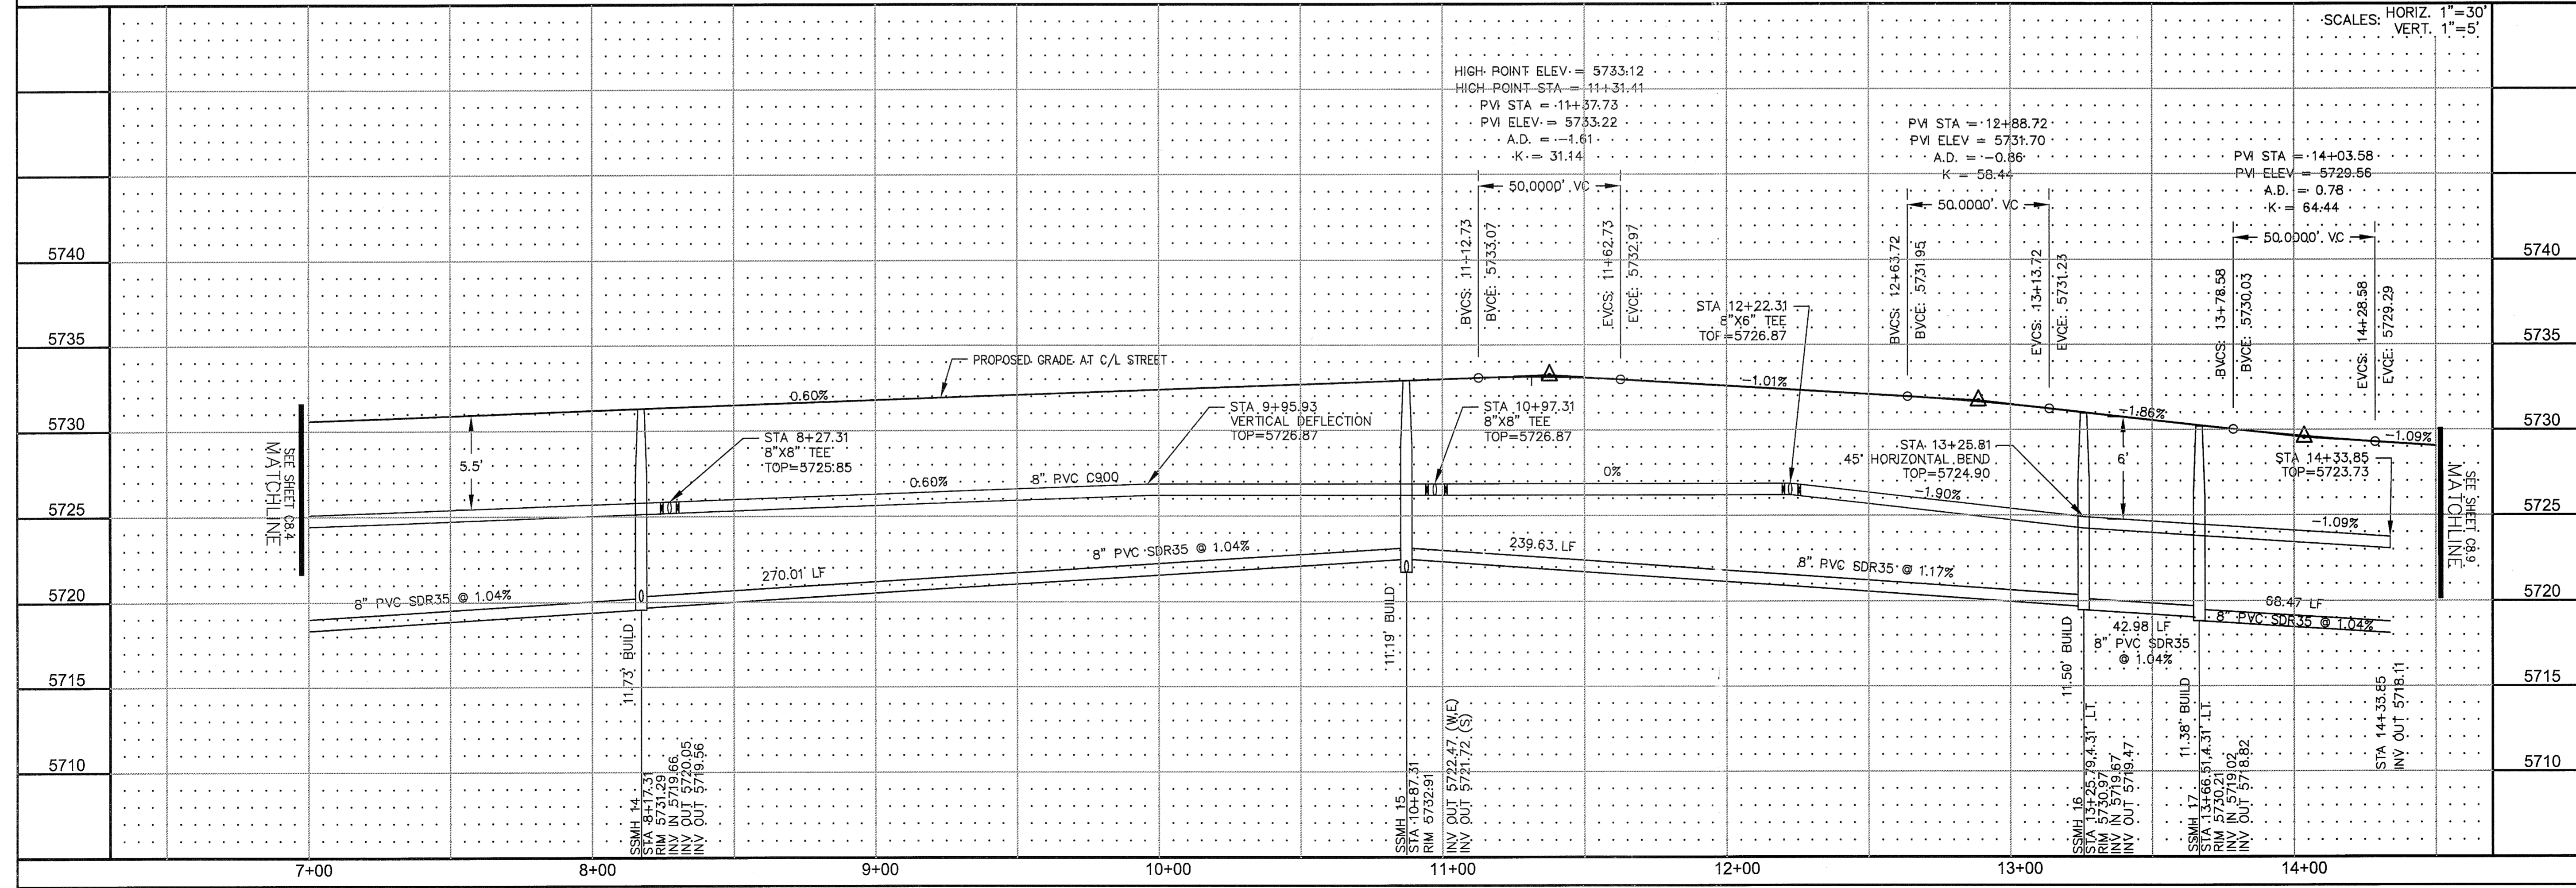 SCALES: HORIZ. 1"=30'
VERT. 1"=5'
HIGH POINT ELEV = 5733.12
HIGH POINT STA = 11+31.41
PVI STA = 11+37.73
PVI ELEV = 5733.22
A.D. = -1.61
K = 31.14
50.0000' VC
BVCS: 11+12.73
BVCE: 5733.07
EVCS: 11+62.73
EVCE: 5732.97
PVI STA = 12+88.72
PVI ELEV = 5731.70
A.D. = -0.86
K = 58.44
50.0000' VC
BVCS: 12+63.72
BVCE: 5731.95
EVCS: 13+13.72
EVCE: 5731.23
PVI STA = 14+03.58
PVI ELEV = 5729.56
A.D. = 0.78
K = 64.44
50.0000' VC
BVCS: 13+78.58
BVCE: 5730.03
EVCS: 14+28.58
EVCE: 5729.29
5740
5735
5730
5725
5720
5715
5710
5740
5735
5730
5725
5720
5715
5710
SEE SHEET C8.4
MATCHLINE
5.5'
0.60%
PROPOSED GRADE AT C/L STREET
STA 8+27.31
8"X8" TEE
TOP=5725.85
0.60%
8" PVC C900
STA 9+95.93
VERTICAL DEFLECTION
TOP=5726.87
STA 10+97.31
8"X8" TEE
TOP=5726.87
0%
STA 12+22.31
8"X6" TEE
TOP=5726.87
-1.01%
-1.86%
-1.09%
STA 13+25.81
45° HORIZONTAL BEND
TOP=5724.90
-1.90%
6'
STA 14+33.85
TOP=5723.73
-1.09%
SEE SHEET C8.9
MATCHLINE
8" PVC SDR35 @ 1.04%
270.01 LF
8" PVC SDR35 @ 1.04%
239.63 LF
8" PVC SDR35 @ 1.17%
42.98 LF
8" PVC SDR35
@ 1.04%
68.47 LF
8" PVC SDR35 @ 1.04%
11.73' BUILD
SSMH 14
STA 8+17.31
RIM 5731.29
INV IN 5719.66
INV OUT 5720.05
INV OUT 5719.56
11.19' BUILD
SSMH 15
STA 10+87.31
RIM 5732.91
INV OUT 5722.47 (W,E)
INV OUT 5721.72 (S)
11.50' BUILD
SSMH 16
STA 13+25.79,4.31' LT
RIM 5730.97
INV IN 5719.67
INV OUT 5719.47
11.38' BUILD
SSMH 17
STA 13+66.51,4.31' LT
RIM 5730.21
INV IN 5719.02
INV OUT 5718.82
STA 14+33.85
INV OUT 5718.11
7+00
8+00
9+00
10+00
11+00
12+00
13+00
14+00